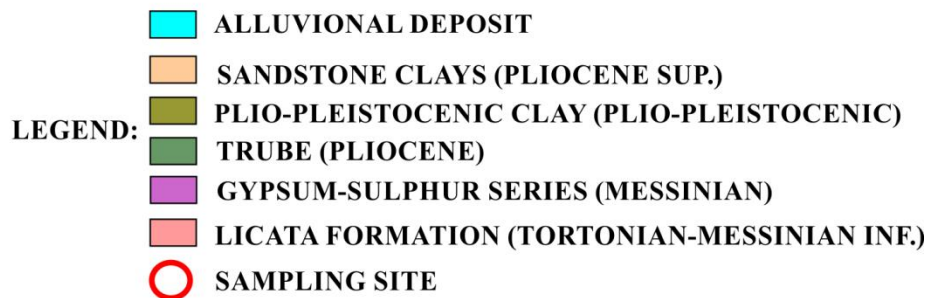 ALLUVIONAL DEPOSIT
SANDSTONE CLAYS (PLIOCENE SUP.)
PLIO-PLEISTOCENIC CLAY (PLIO-PLEISTOCENIC)
LEGEND:
TRUBE (PLIOCENE)
GYPSUM-SULPHUR SERIES (MESSINIAN)
LICATA FORMATION (TORTONIAN-MESSINIAN INF.)
SAMPLING SITE